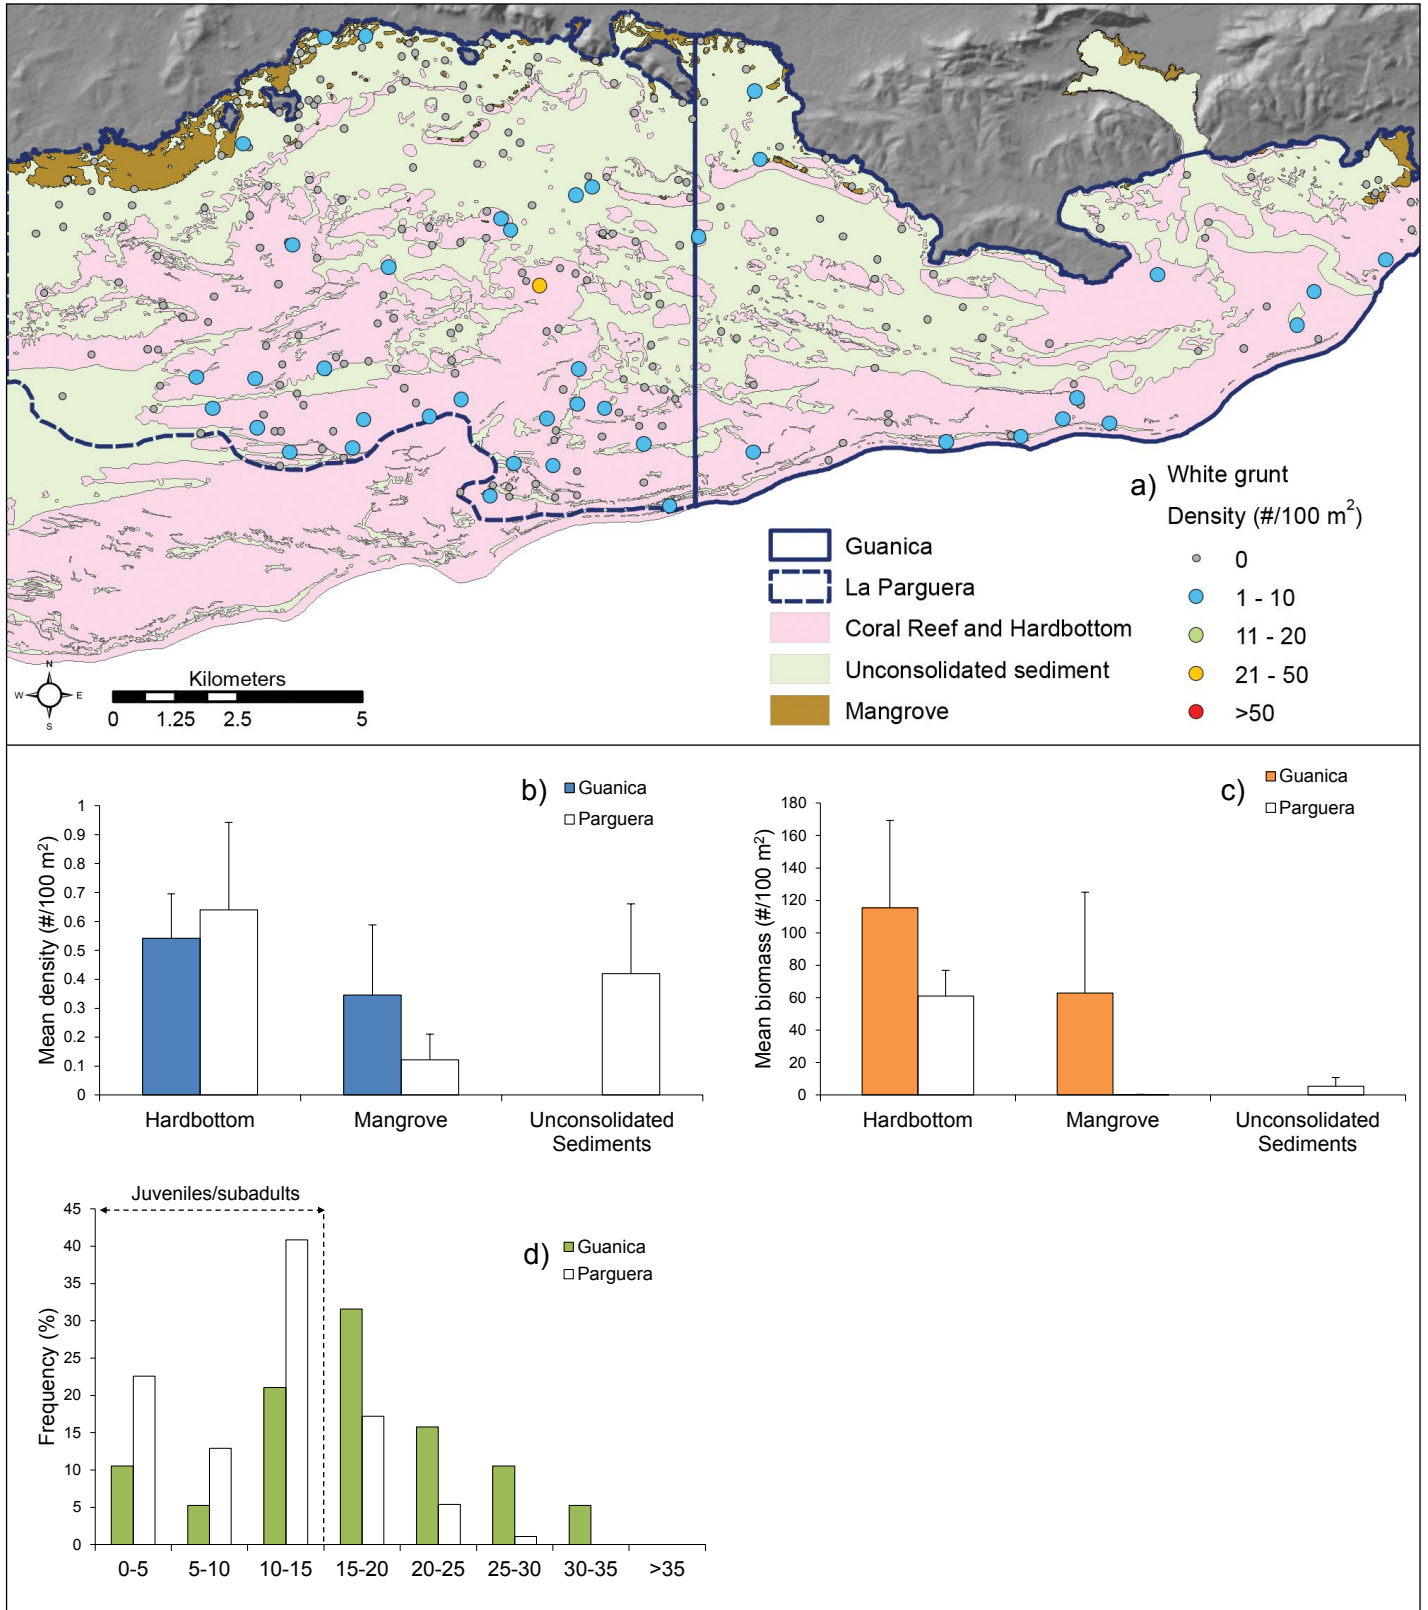 a) White grunt
Density (#/100 m²)
0
1 - 10
11 - 20
21 - 50
>50
Guanica
La Parguera
Coral Reef and Hardbottom
Unconsolidated sediment
Mangrove
N
W E
S
Kilometers
0 1.25 2.5 5
b)
Guanica
Parguera
Mean density (#/100 m²)
1
0.9
0.8
0.7
0.6
0.5
0.4
0.3
0.2
0.1
0
Hardbottom Mangrove Unconsolidated
Sediments
c)
Guanica
Parguera
Mean biomass (#/100 m²)
180
160
140
120
100
80
60
40
20
0
Hardbottom Mangrove Unconsolidated
Sediments
Juveniles/subadults
d)
Guanica
Parguera
Frequency (%)
45
40
35
30
25
20
15
10
5
0
0-5 5-10 10-15 15-20 20-25 25-30 30-35 >35